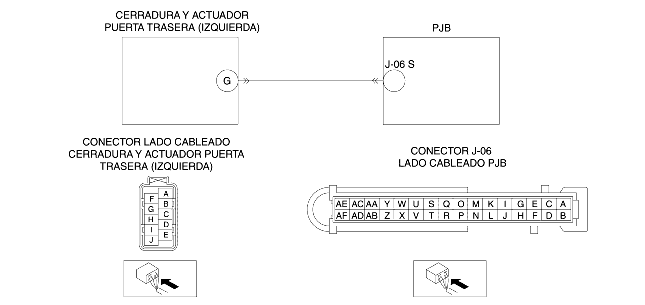 CERRADURA Y ACTUADOR
PUERTA TRASERA (IZQUIERDA)
PJB
G
J-06 S
CONECTOR LADO CABLEADO
CERRADURA Y ACTUADOR PUERTA
TRASERA (IZQUIERDA)
CONECTOR J-06
LADO CABLEADO PJB
A
F
B
G
C
H
D
I
E
J
AE AC AA Y W U S Q O M K I G E C A
AF AD AB Z X V T R P N L J H F D B